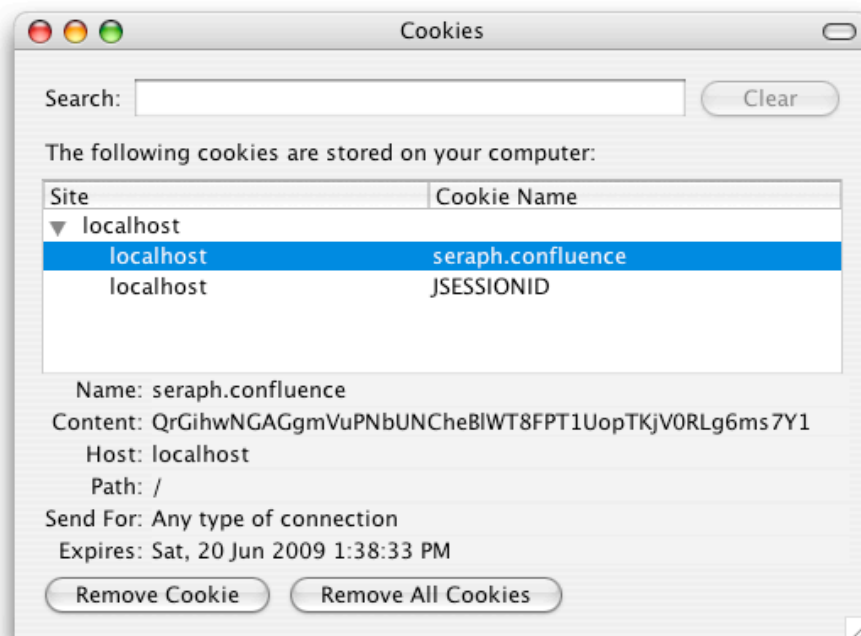 Cookies
Search: Clear
The following cookies are stored on your computer:
Site Cookie Name
localhost
localhost seraph.confluence
localhost JSESSIONID
Name: seraph.confluence
Content: QrGihwNGAGgmVuPNbUNCheBlWT8FPT1UopTKjV0RLg6ms7Y1
Host: localhost
Path: /
Send For: Any type of connection
Expires: Sat, 20 Jun 2009 1:38:33 PM
Remove Cookie Remove All Cookies